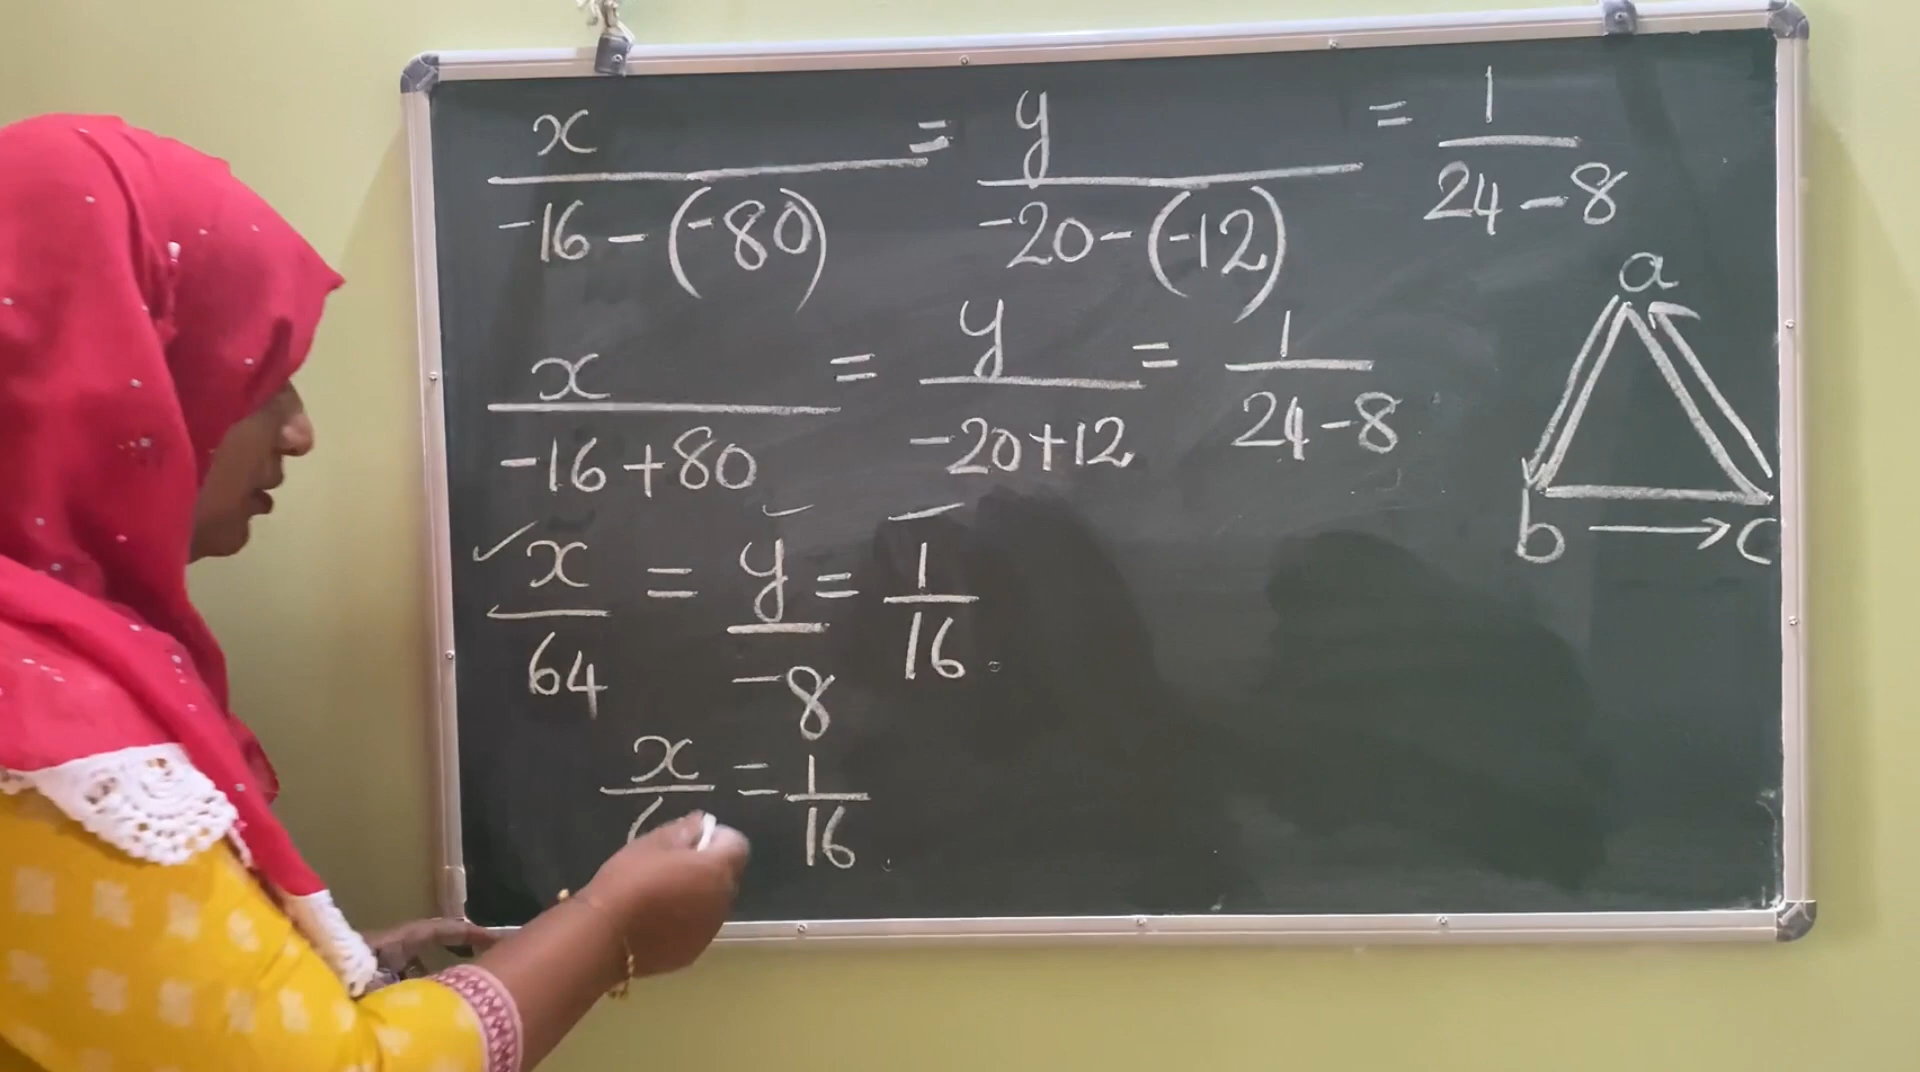 x/-16-(-80) = y/-20-(-12) = 1/24-8
a
b → c
x/-16+80 = y/-20+12 = 1/24-8
✓ x/64 = y/-8 = 1/16
x/6 = 1/16